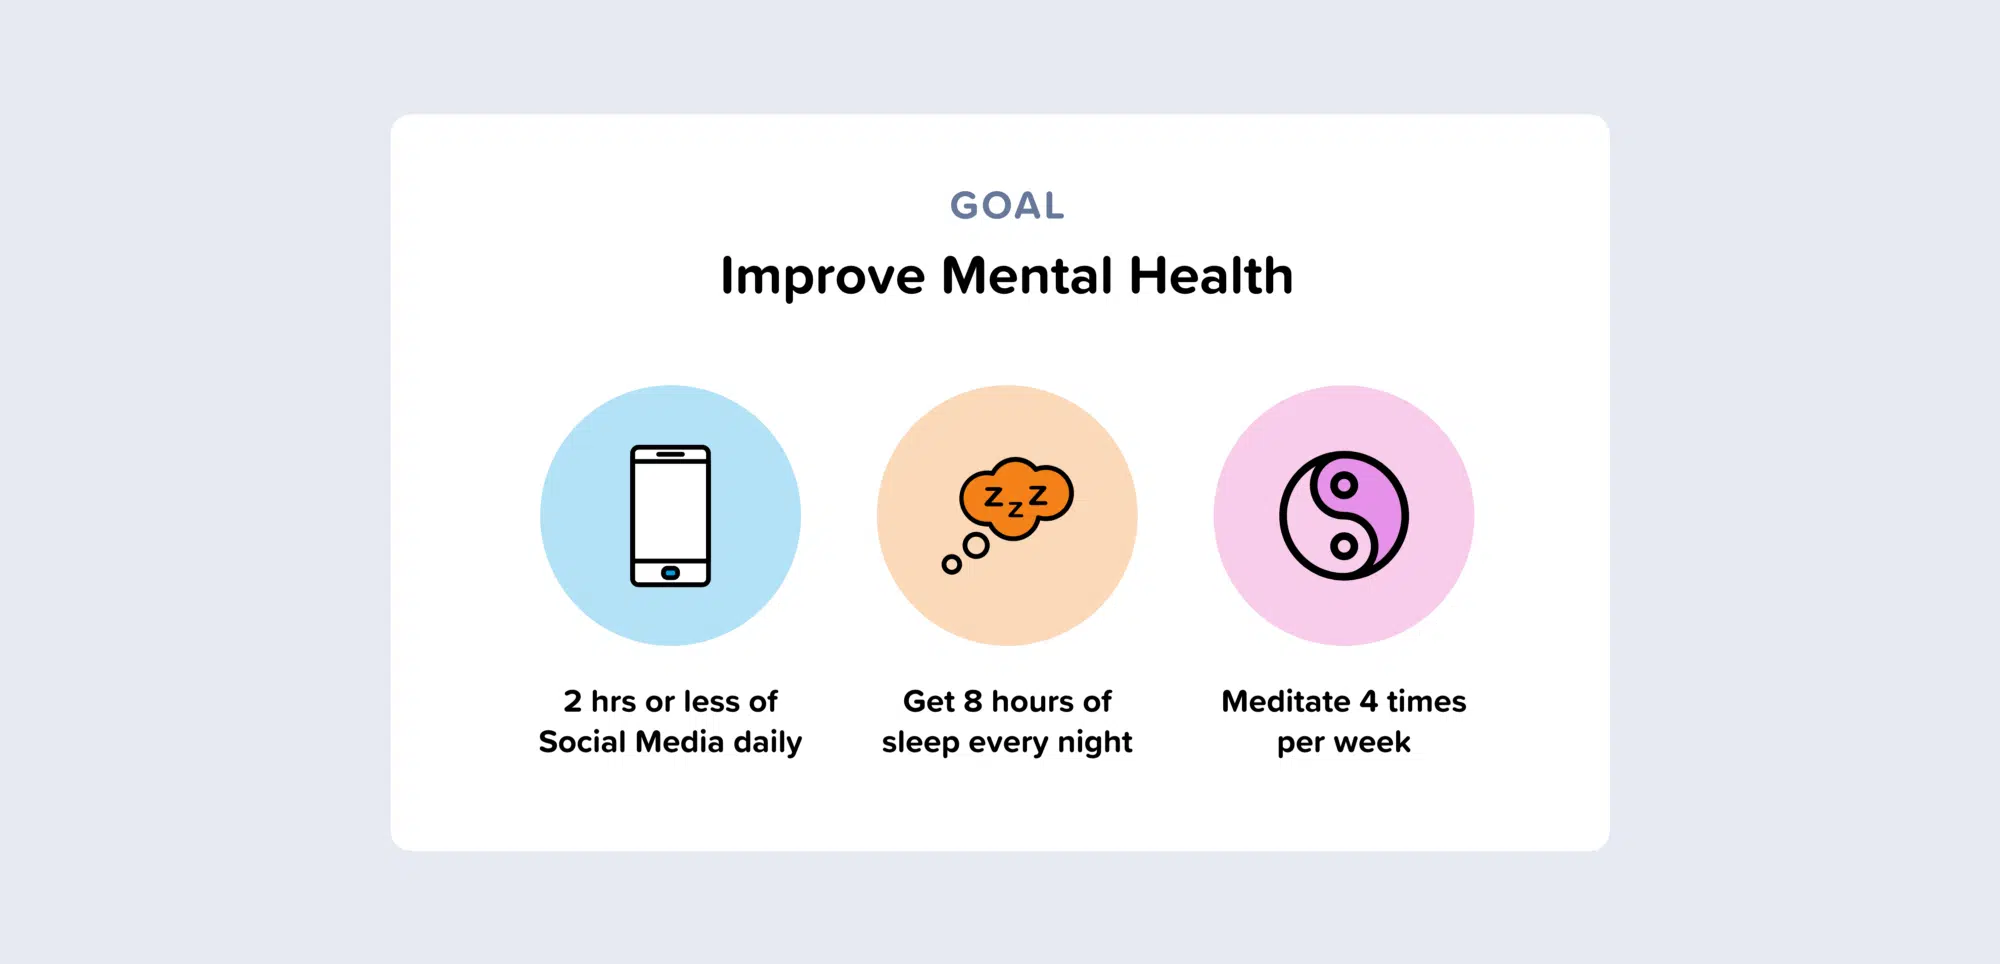 GOAL
Improve Mental Health
z z z
2 hrs or less of
Social Media daily
Get 8 hours of
sleep every night
Meditate 4 times
per week